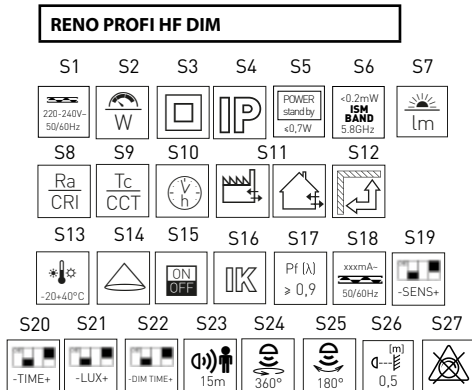 RENO PROFI HF DIM
S1 S2 S3 S4 S5 S6 S7
220-240V~
50/60Hz
W
IP
POWER
stand by
≤0,7W
<0.2mW
ISM
BAND
5.8GHz
lm
S8 S9 S10 S11 S12
Ra
CRI
Tc
CCT
h
S13 S14 S15 S16 S17 S18 S19
-20+40°C
ON
OFF
IK
Pf (λ)
≥ 0,9
xxxmA~
50/60Hz
-SENS+
S20 S21 S22 S23 S24 S25 S26 S27
-TIME+
-LUX+
-DIM TIME+
15m
360°
180°
[m]
0,5